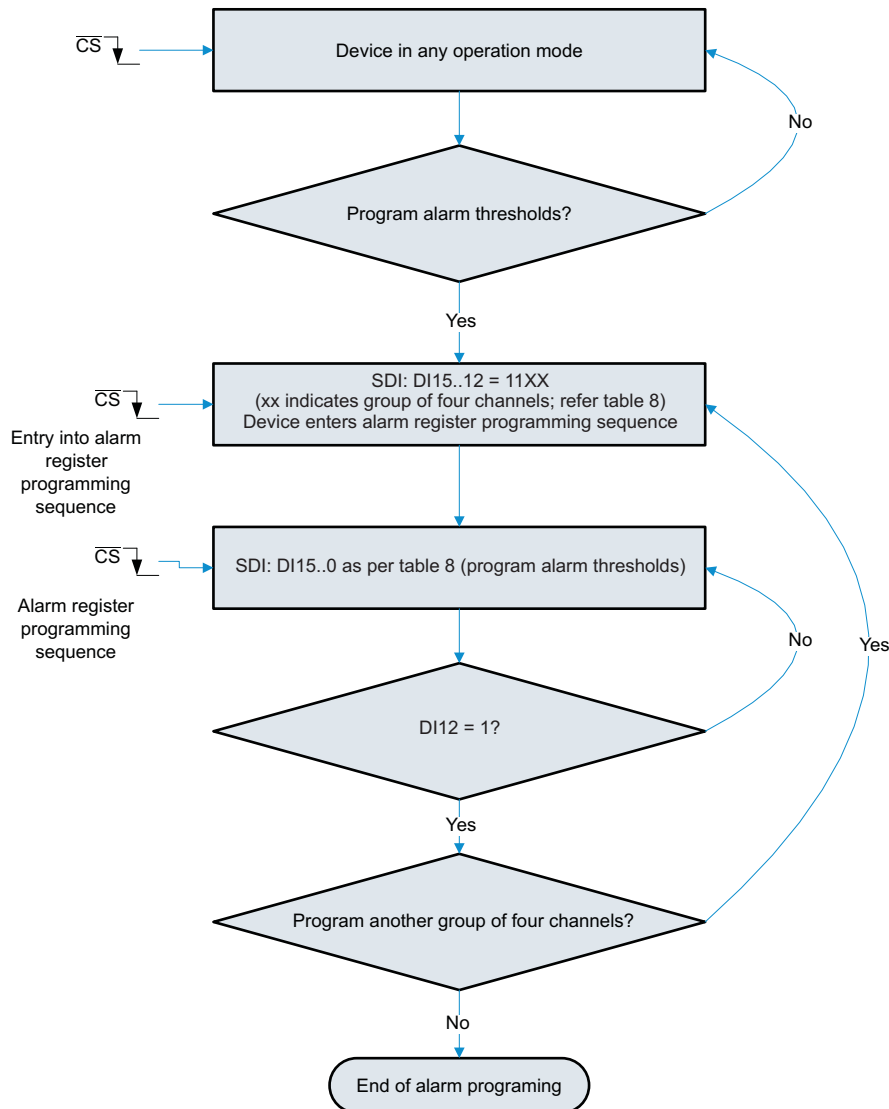 CS
Device in any operation mode
No
Program alarm thresholds?
Yes
SDI: DI15..12 = 11XX
(xx indicates group of four channels; refer table 8)
Device enters alarm register programming sequence
CS
Entry into alarm
register
programming
sequence
CS
SDI: DI15..0 as per table 8 (program alarm thresholds)
Alarm register
programming
sequence
No
Yes
DI12 = 1?
Yes
Program another group of four channels?
No
End of alarm programing